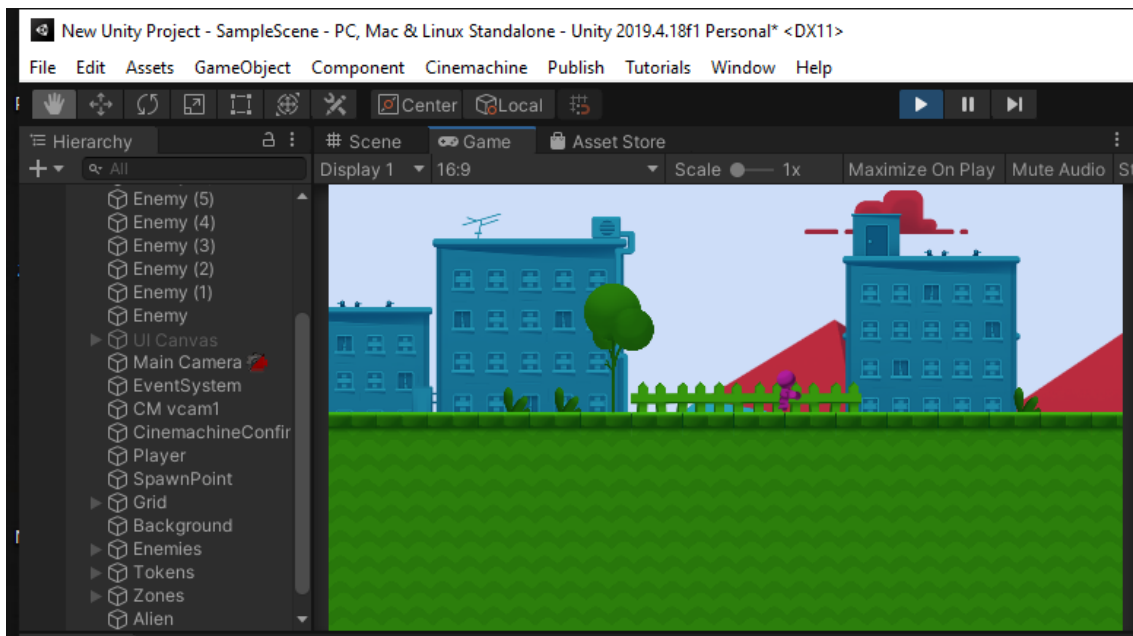 New Unity Project - SampleScene - PC, Mac & Linux Standalone - Unity 2019.4.18f1 Personal* <DX11>
File Edit Assets GameObject Component Cinemachine Publish Tutorials Window Help
Center Local
Hierarchy
All
Enemy (5)
Enemy (4)
Enemy (3)
Enemy (2)
Enemy (1)
Enemy
UI Canvas
Main Camera
EventSystem
CM vcam1
CinemachineConfir
Player
SpawnPoint
Grid
Background
Enemies
Tokens
Zones
Alien
Scene Game Asset Store
Display 1 16:9 Scale 1x Maximize On Play Mute Audio